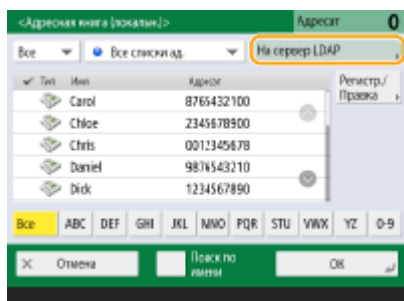 <Адресная книга (локальн.)> Адресат 0
Все Все списки ад. На сервер LDAP
Тип Имя Адресат Регистр./
Правка
Carol 8765432100
Chloe 2345678900
Chris 0012345678
Daniel 9876543210
Dick 1234567890
Все ABC DEF GHI JKL MNO PQR STU VWX YZ 0-9
Отмена Поиск по
имени OK